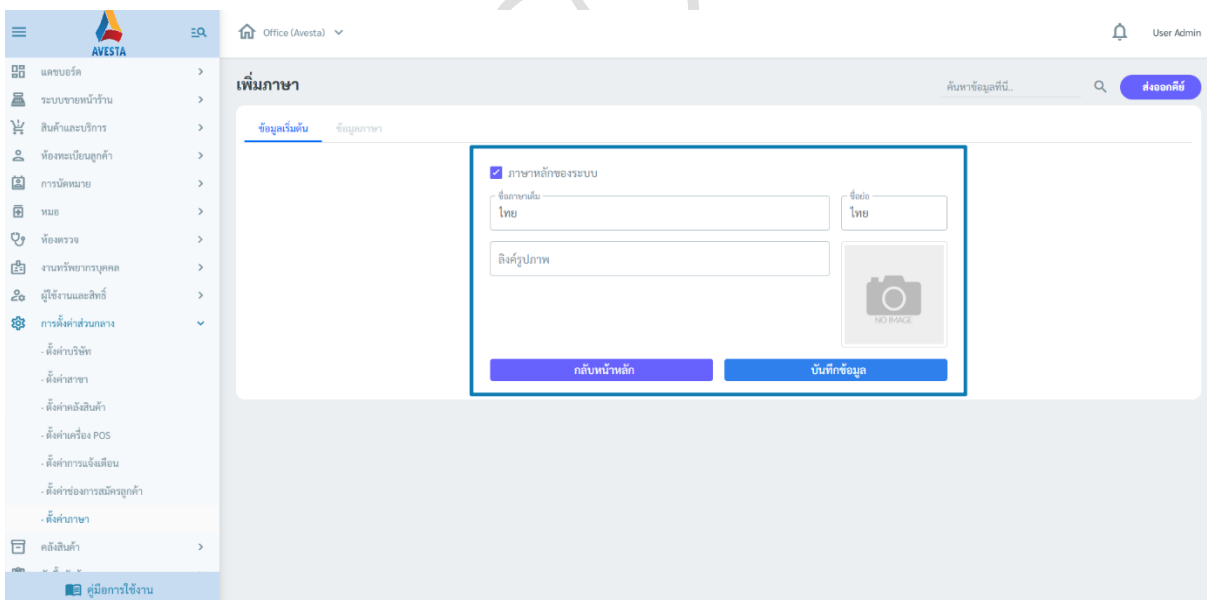 AVESTA
Office (Avesta)
User Admin
แดชบอร์ด
ระบบขายหน้าร้าน
สินค้าและบริการ
ห้องทะเบียนลูกค้า
การนัดหมาย
หมอ
ห้องตรวจ
งานทรัพยากรบุคคล
ผู้ใช้งานและสิทธิ์
การตั้งค่าส่วนกลาง
- ตั้งค่าบริษัท
- ตั้งค่าสาขา
- ตั้งค่าคลังสินค้า
- ตั้งค่าเครื่อง POS
- ตั้งค่าการแจ้งเตือน
- ตั้งค่าช่องการสมัครลูกค้า
- ตั้งค่าภาษา
คลังสินค้า
คู่มือการใช้งาน
เพิ่มภาษา
ค้นหาข้อมูลที่นี่..
ส่งออกคีย์
ข้อมูลเริ่มต้น ข้อมูลภาษา
ภาษาหลักของระบบ
ชื่อภาษาเต็ม ชื่อย่อ
ไทย ไทย
ลิงค์รูปภาพ
NO IMAGE
กลับหน้าหลัก บันทึกข้อมูล